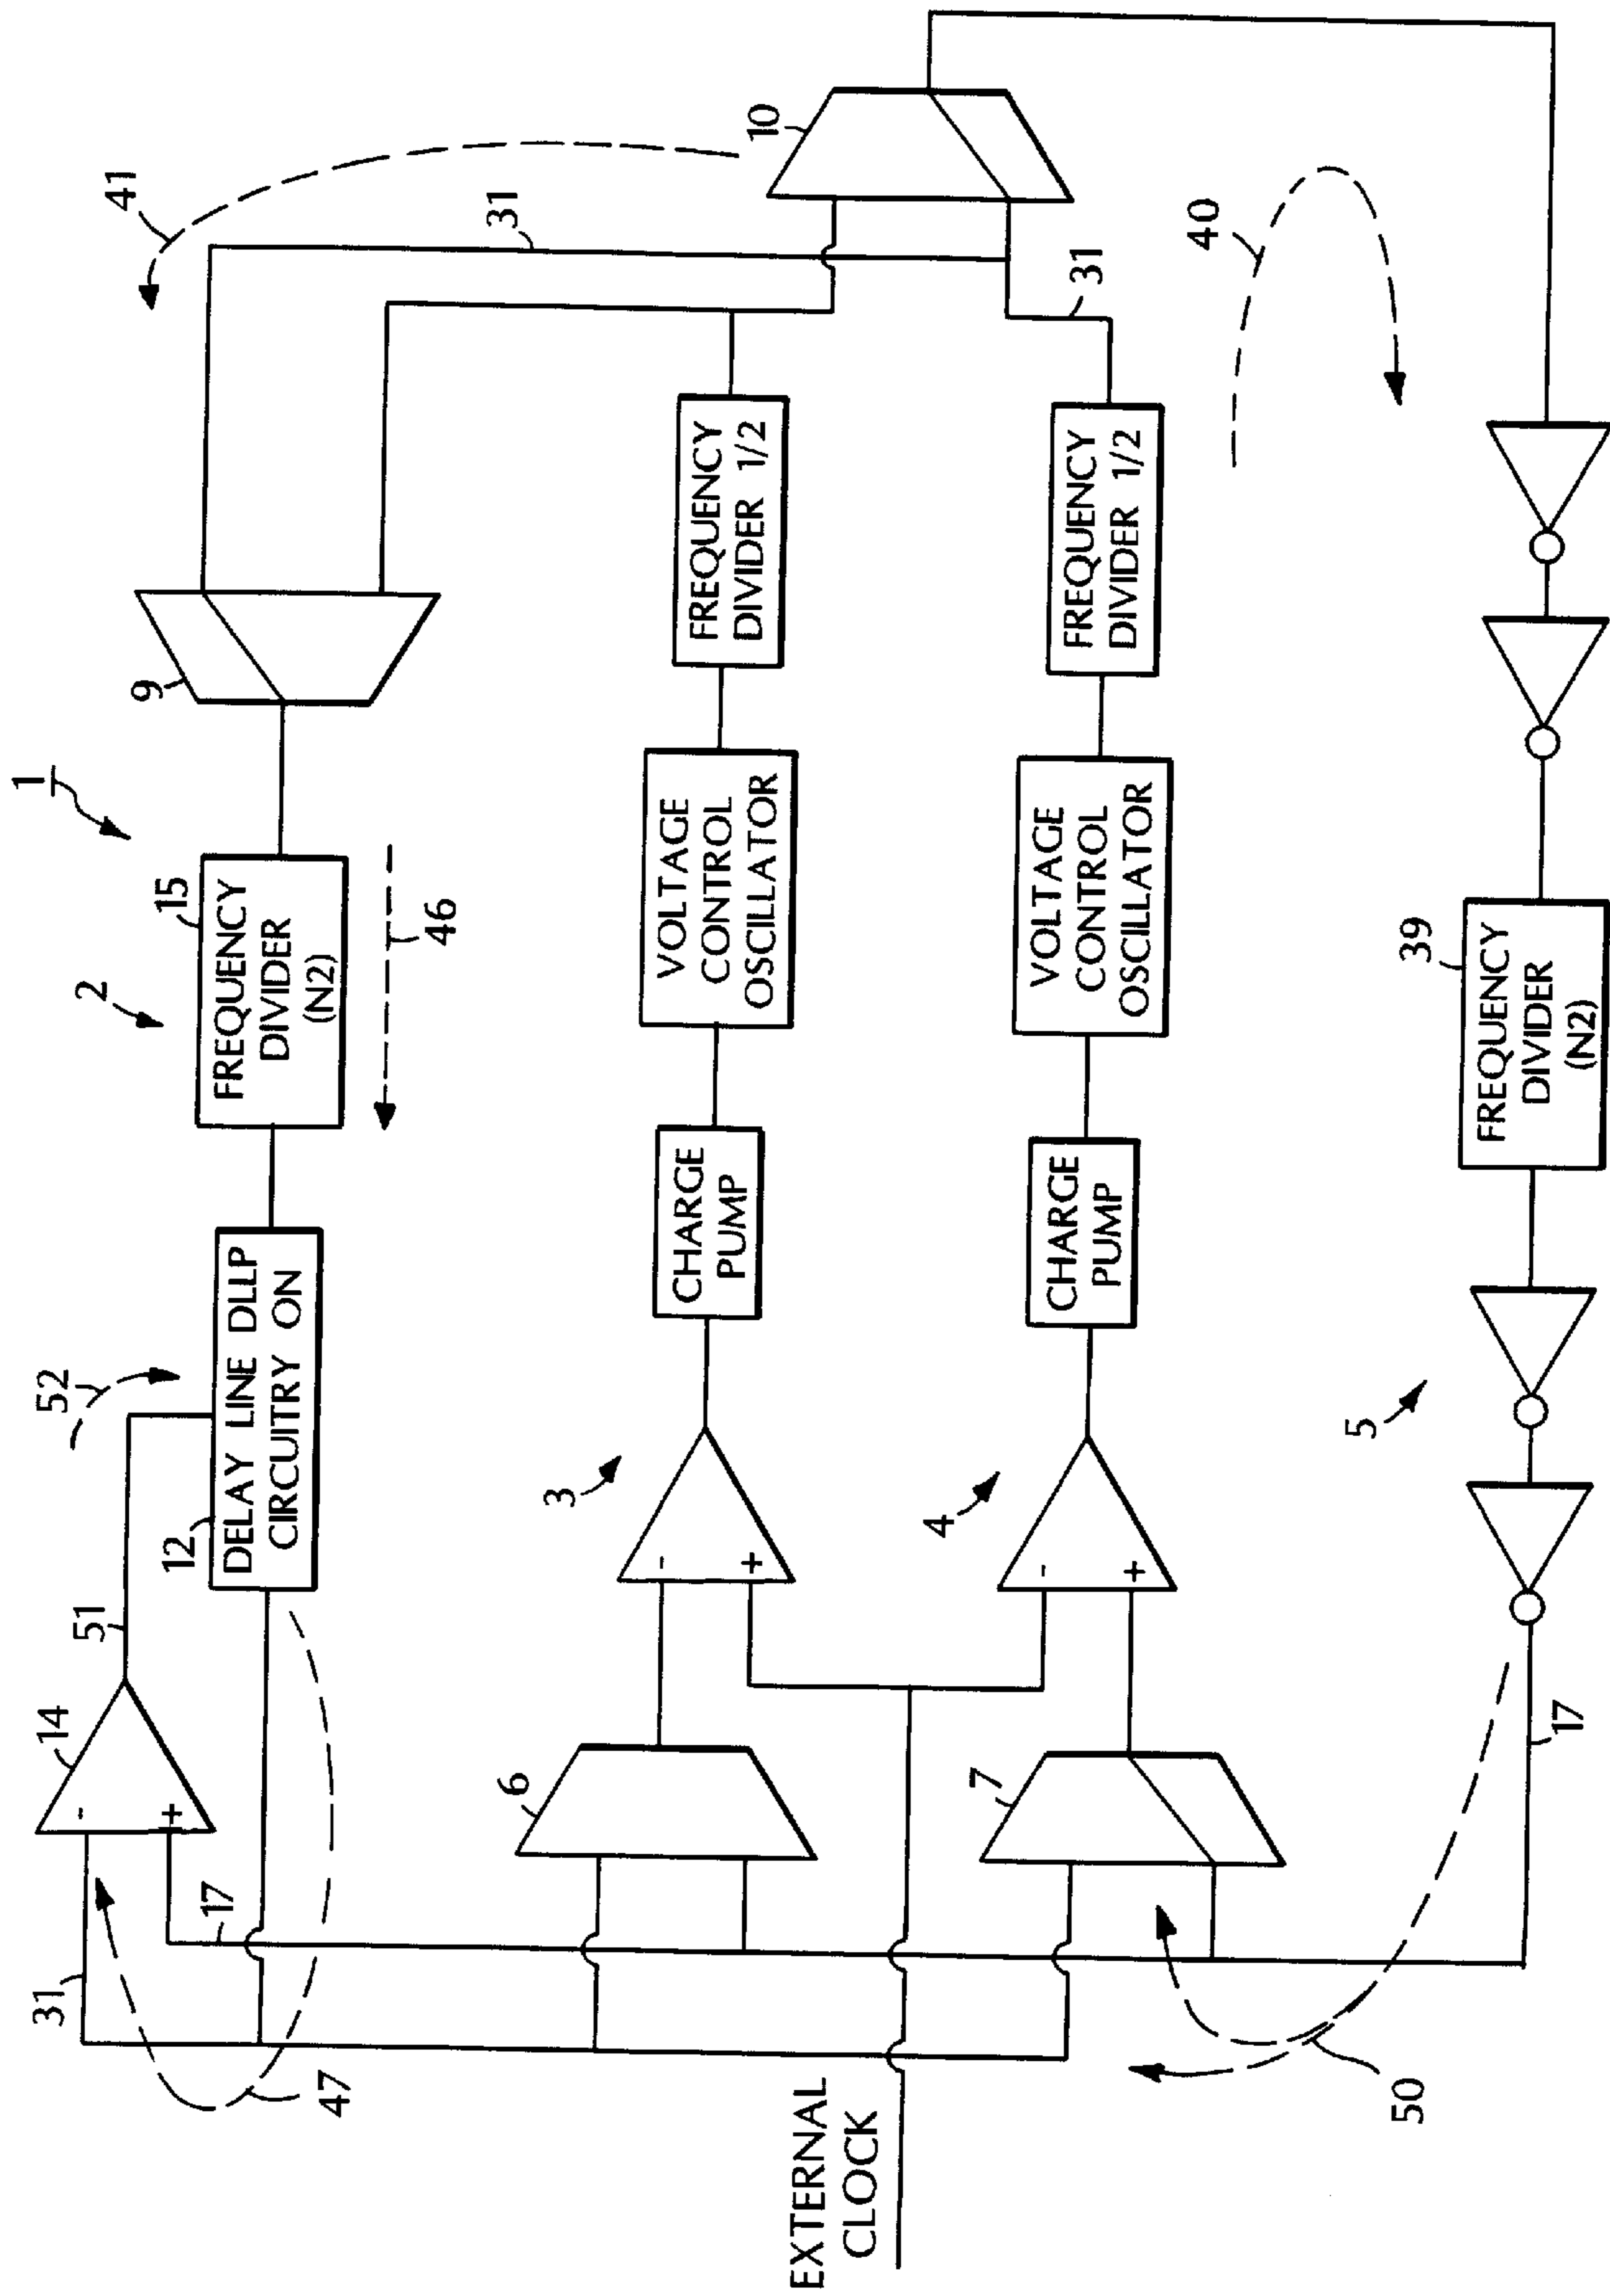 1
2
41
31
9
10
15
FREQUENCY
DIVIDER
(N2)
46
52
12
DELAY LINE DLLP
CIRCUITRY ON
51
14
-
+
31
17
47
3
-
+
6
CHARGE
PUMP
VOLTAGE
CONTROL
OSCILLATOR
FREQUENCY
DIVIDER 1/2
31
40
4
-
+
7
CHARGE
PUMP
VOLTAGE
CONTROL
OSCILLATOR
FREQUENCY
DIVIDER 1/2
EXTERNAL
CLOCK
50
17
5
39
FREQUENCY
DIVIDER
(N2)